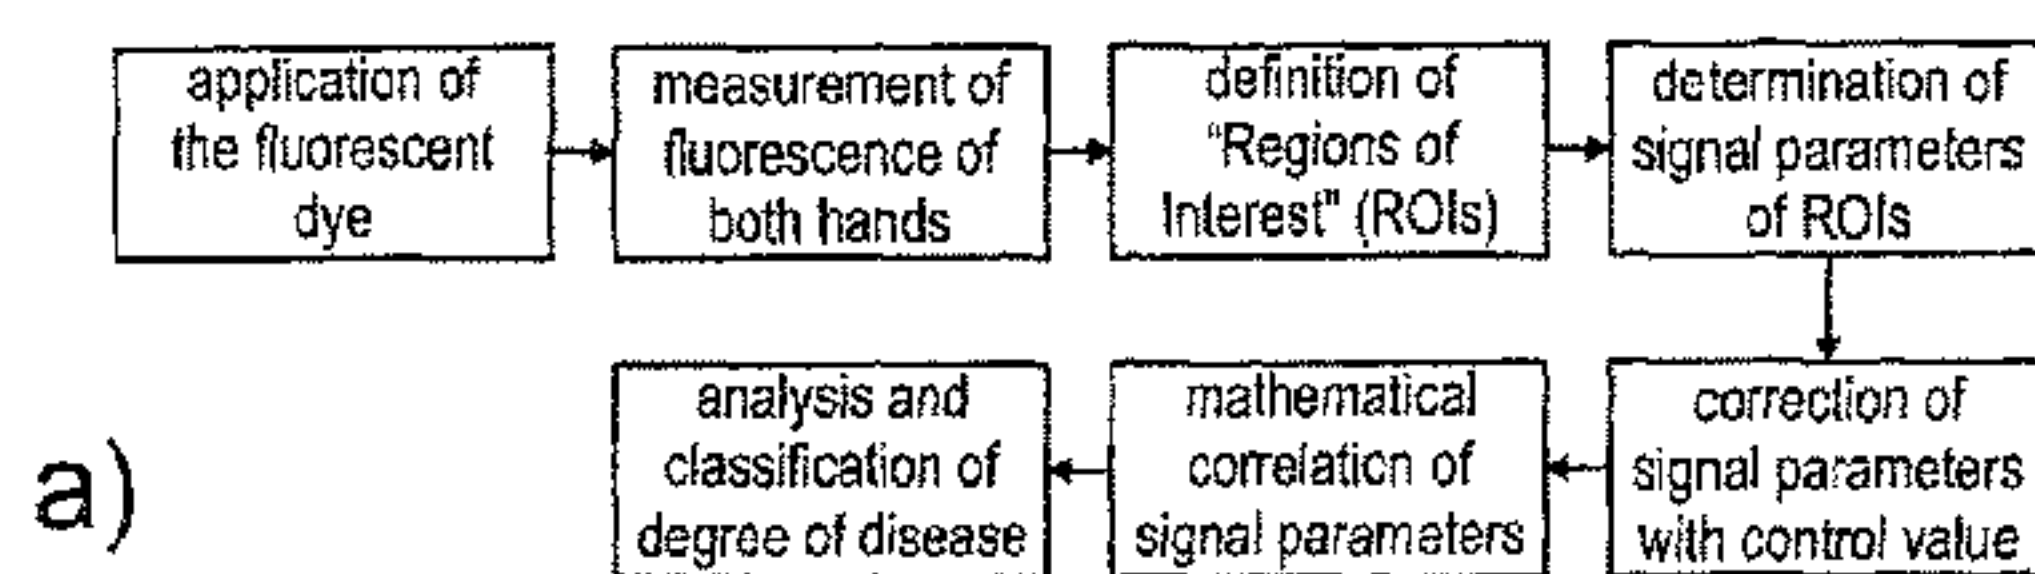 application of
the fluorescent
dye
measurement of
fluorescence of
both hands
definition of
"Regions of
Interest" (ROIs)
determination of
signal parameters
of ROIs
correction of
signal parameters
with control value
mathematical
correlation of
signal parameters
analysis and
classification of
degree of disease
a)